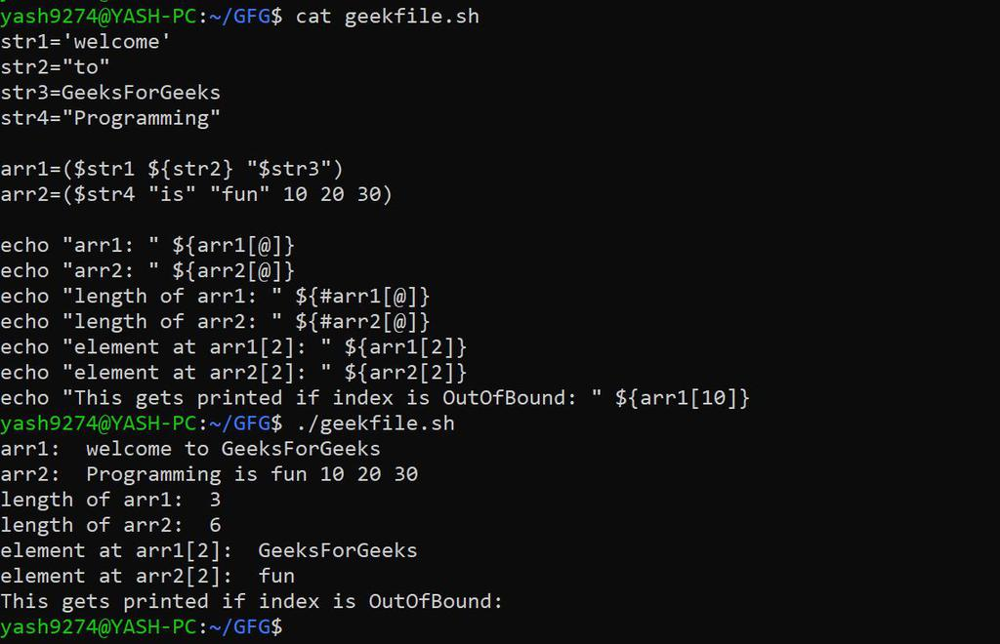 yash9274@YASH-PC:~/GFG$ cat geekfile.sh
str1='welcome'
str2="to"
str3=GeeksForGeeks
str4="Programming"

arr1=($str1 ${str2} "$str3")
arr2=($str4 "is" "fun" 10 20 30)

echo "arr1: " ${arr1[@]}
echo "arr2: " ${arr2[@]}
echo "length of arr1: " ${#arr1[@]}
echo "length of arr2: " ${#arr2[@]}
echo "element at arr1[2]: " ${arr1[2]}
echo "element at arr2[2]: " ${arr2[2]}
echo "This gets printed if index is OutOfBound: " ${arr1[10]}
yash9274@YASH-PC:~/GFG$ ./geekfile.sh
arr1:  welcome to GeeksForGeeks
arr2:  Programming is fun 10 20 30
length of arr1:  3
length of arr2:  6
element at arr1[2]:  GeeksForGeeks
element at arr2[2]:  fun
This gets printed if index is OutOfBound:
yash9274@YASH-PC:~/GFG$